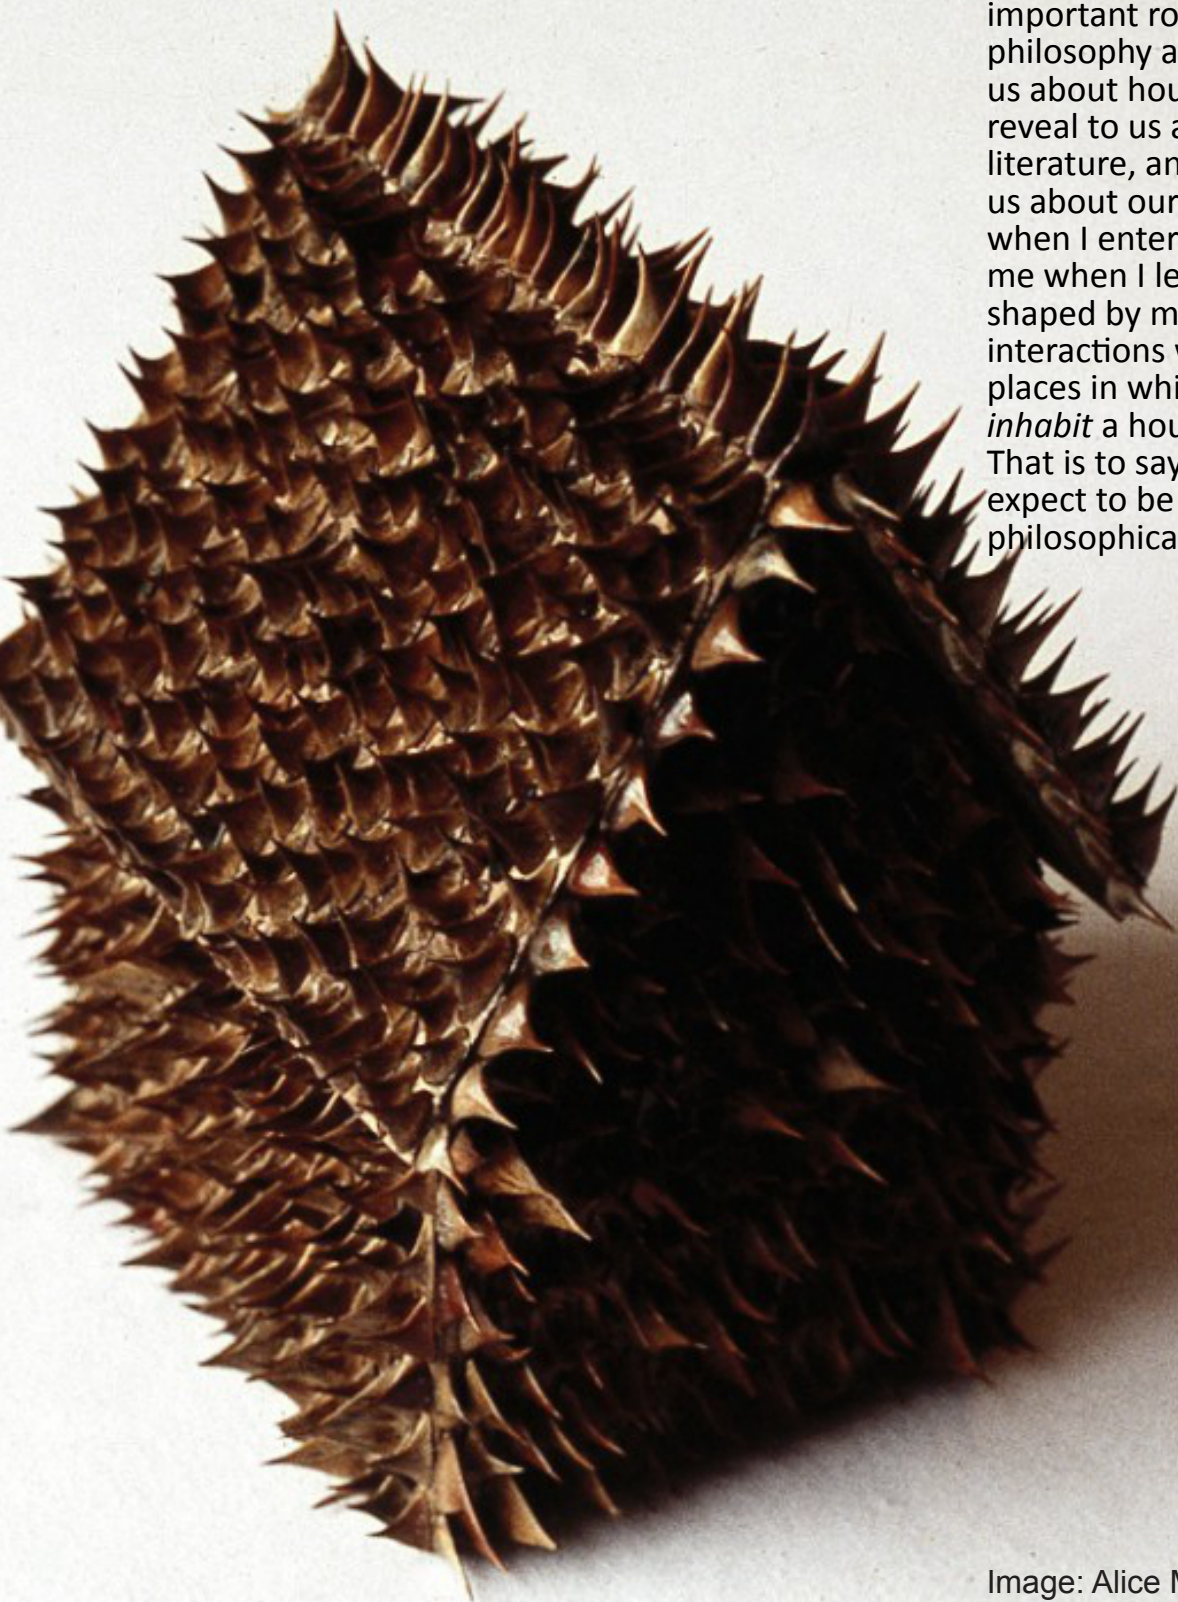 important ro
philosophy a
us about hou
reveal to us a
literature, an
us about our
when I enter
me when I le
shaped by m
interactions v
places in whi
inhabit a hou
That is to say
expect to be
philosophica
Image: Alice M